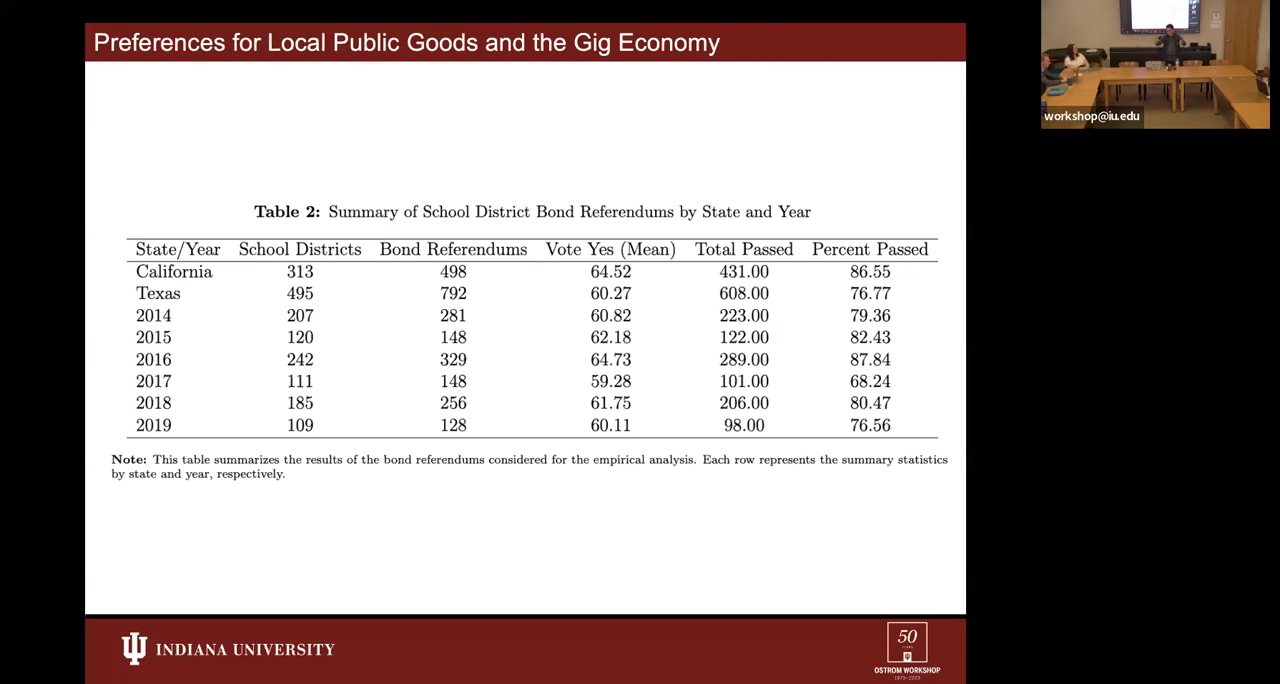 Preferences for Local Public Goods and the Gig Economy
workshop@iu.edu
Table 2: Summary of School District Bond Referendums by State and Year
State/Year School Districts Bond Referendums Vote Yes (Mean) Total Passed Percent Passed
California 313 498 64.52 431.00 86.55
Texas 495 792 60.27 608.00 76.77
2014 207 281 60.82 223.00 79.36
2015 120 148 62.18 122.00 82.43
2016 242 329 64.73 289.00 87.84
2017 111 148 59.28 101.00 68.24
2018 185 256 61.75 206.00 80.47
2019 109 128 60.11 98.00 76.56
Note: This table summarizes the results of the bond referendums considered for the empirical analysis. Each row represents the summary statistics
by state and year, respectively.
INDIANA UNIVERSITY
50
OSTROM WORKSHOP
1973–2023